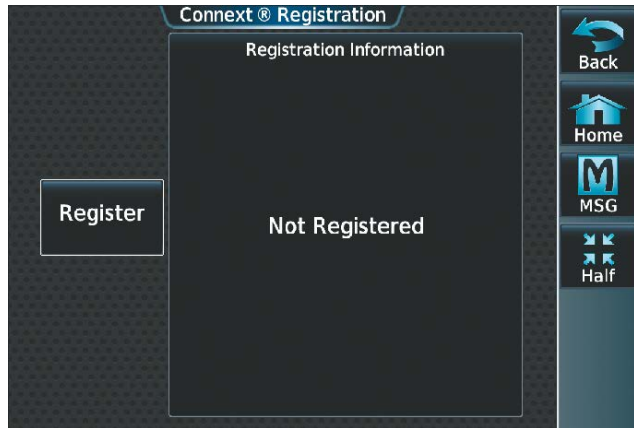 Connext ® Registration
Registration Information
Register
Not Registered
Back
Home
MSG
Half